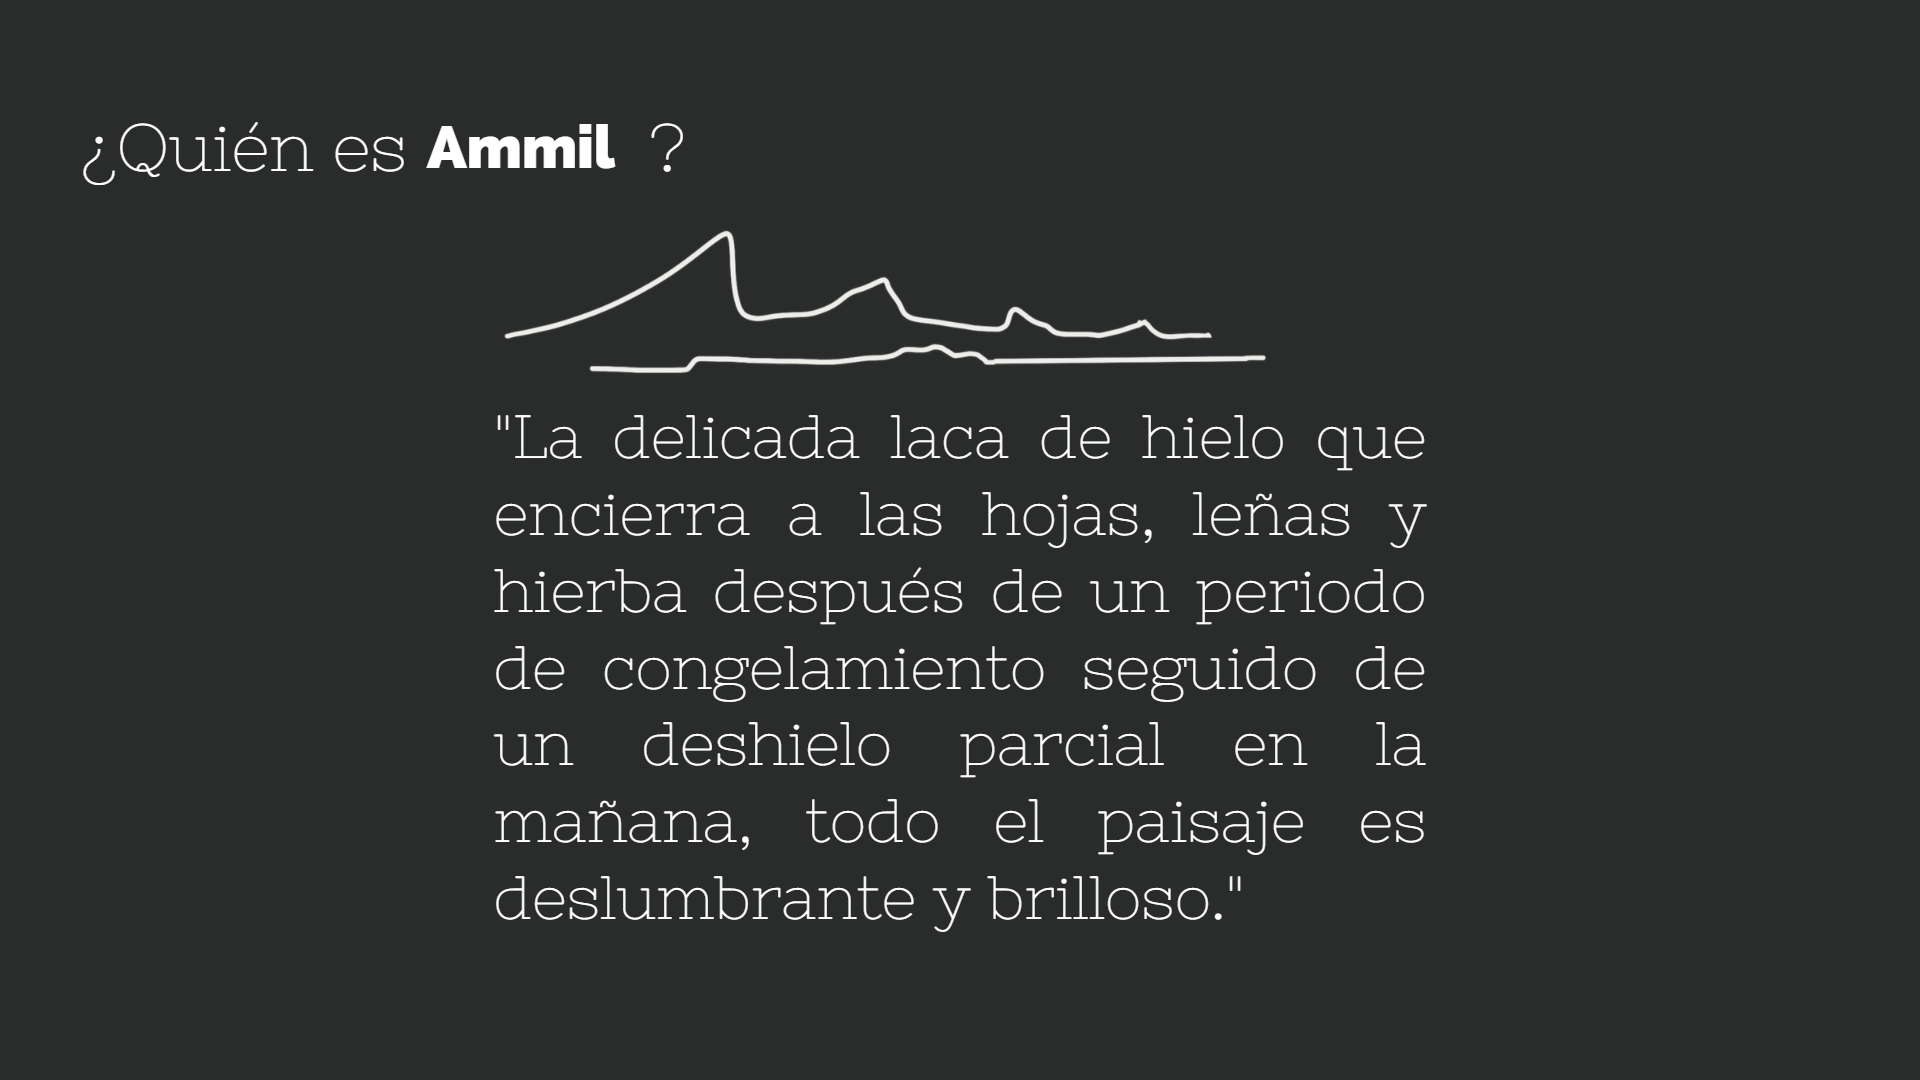 ¿Quién es Ammil ?
"La delicada laca de hielo que
encierra a las hojas, leñas y
hierba después de un periodo
de congelamiento seguido de
un deshielo parcial en la
mañana, todo el paisaje es
deslumbrante y brilloso."